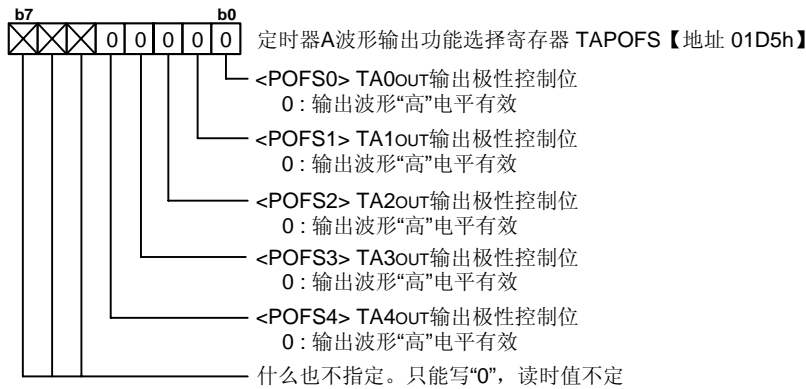 b7 b0
0 0 0 0 0 定时器A波形输出功能选择寄存器 TAPOFS【地址 01D5h】
<POFS0> TA0OUT输出极性控制位
0 : 输出波形“高”电平有效
<POFS1> TA1OUT输出极性控制位
0 : 输出波形“高”电平有效
<POFS2> TA2OUT输出极性控制位
0 : 输出波形“高”电平有效
<POFS3> TA3OUT输出极性控制位
0 : 输出波形“高”电平有效
<POFS4> TA4OUT输出极性控制位
0 : 输出波形“高”电平有效
什么也不指定。只能写“0”，读时值不定